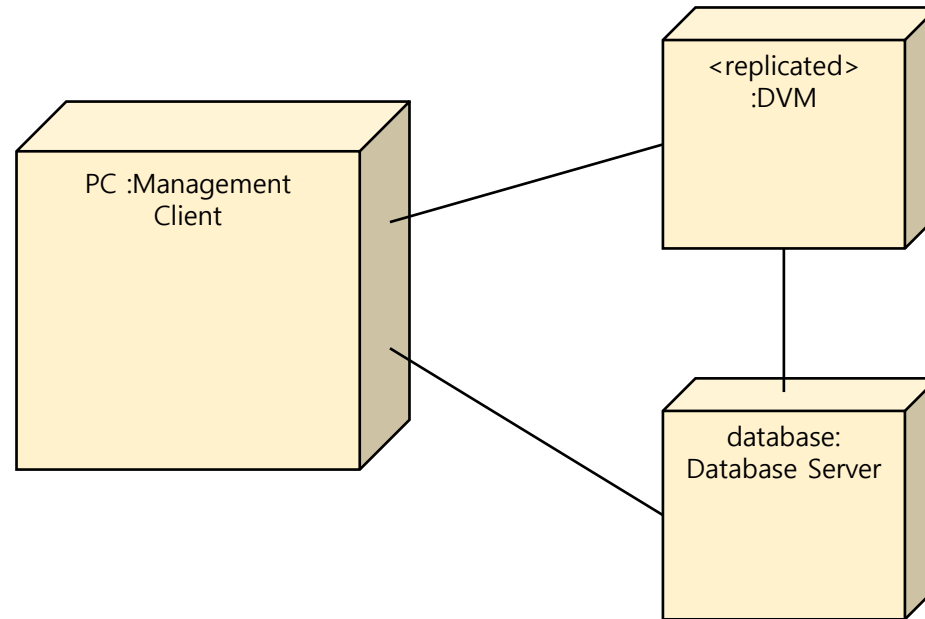 PC :Management
Client
<replicated>
:DVM
database:
Database Server